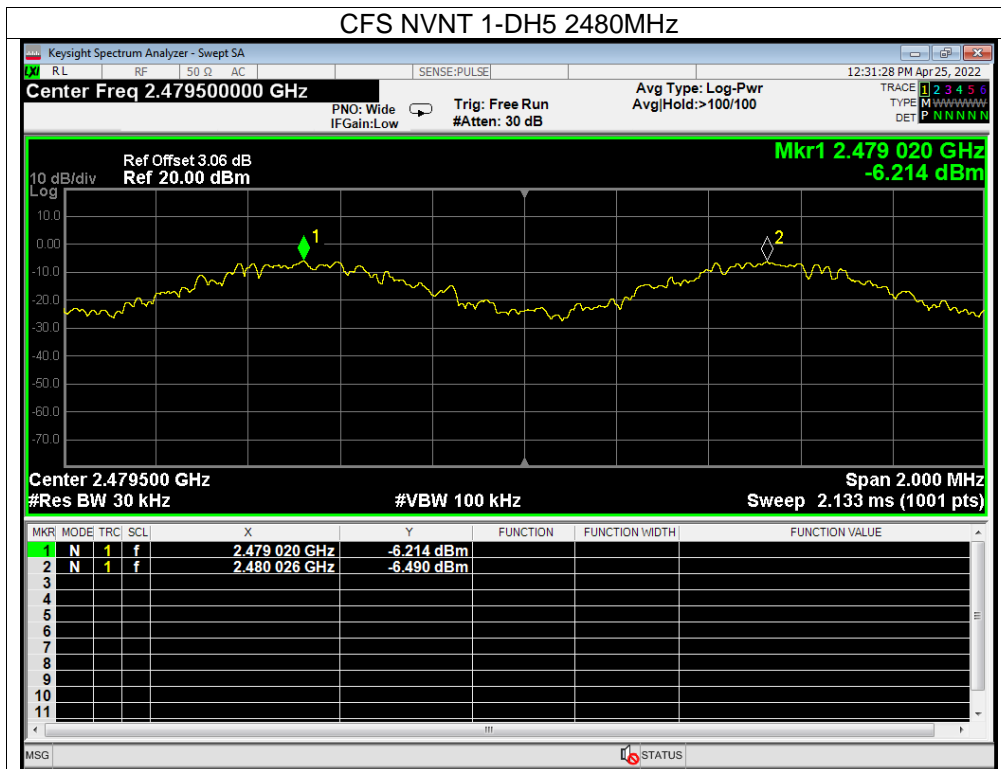 CFS NVNT 1-DH5 2480MHz
Keysight Spectrum Analyzer - Swept SA
LXI RL RF 50 Ω AC SENSE:PULSE 12:31:28 PM Apr 25, 2022
Center Freq 2.479500000 GHz
PNO: Wide
IFGain:Low
Trig: Free Run
#Atten: 30 dB
Avg Type: Log-Pwr
Avg|Hold:>100/100
TRACE 1 2 3 4 5 6
TYPE M WWWWW
DET P N N N N N
Mkr1 2.479 020 GHz
-6.214 dBm
Ref Offset 3.06 dB
10 dB/div Ref 20.00 dBm
Log
10.0
0.00
-10.0
-20.0
-30.0
-40.0
-50.0
-60.0
-70.0
1
2
Center 2.479500 GHz Span 2.000 MHz
#Res BW 30 kHz #VBW 100 kHz Sweep 2.133 ms (1001 pts)
MKR MODE TRC SCL X Y FUNCTION FUNCTION WIDTH FUNCTION VALUE
1 N 1 f 2.479 020 GHz -6.214 dBm
2 N 1 f 2.480 026 GHz -6.490 dBm
3
4
5
6
7
8
9
10
11
MSG STATUS